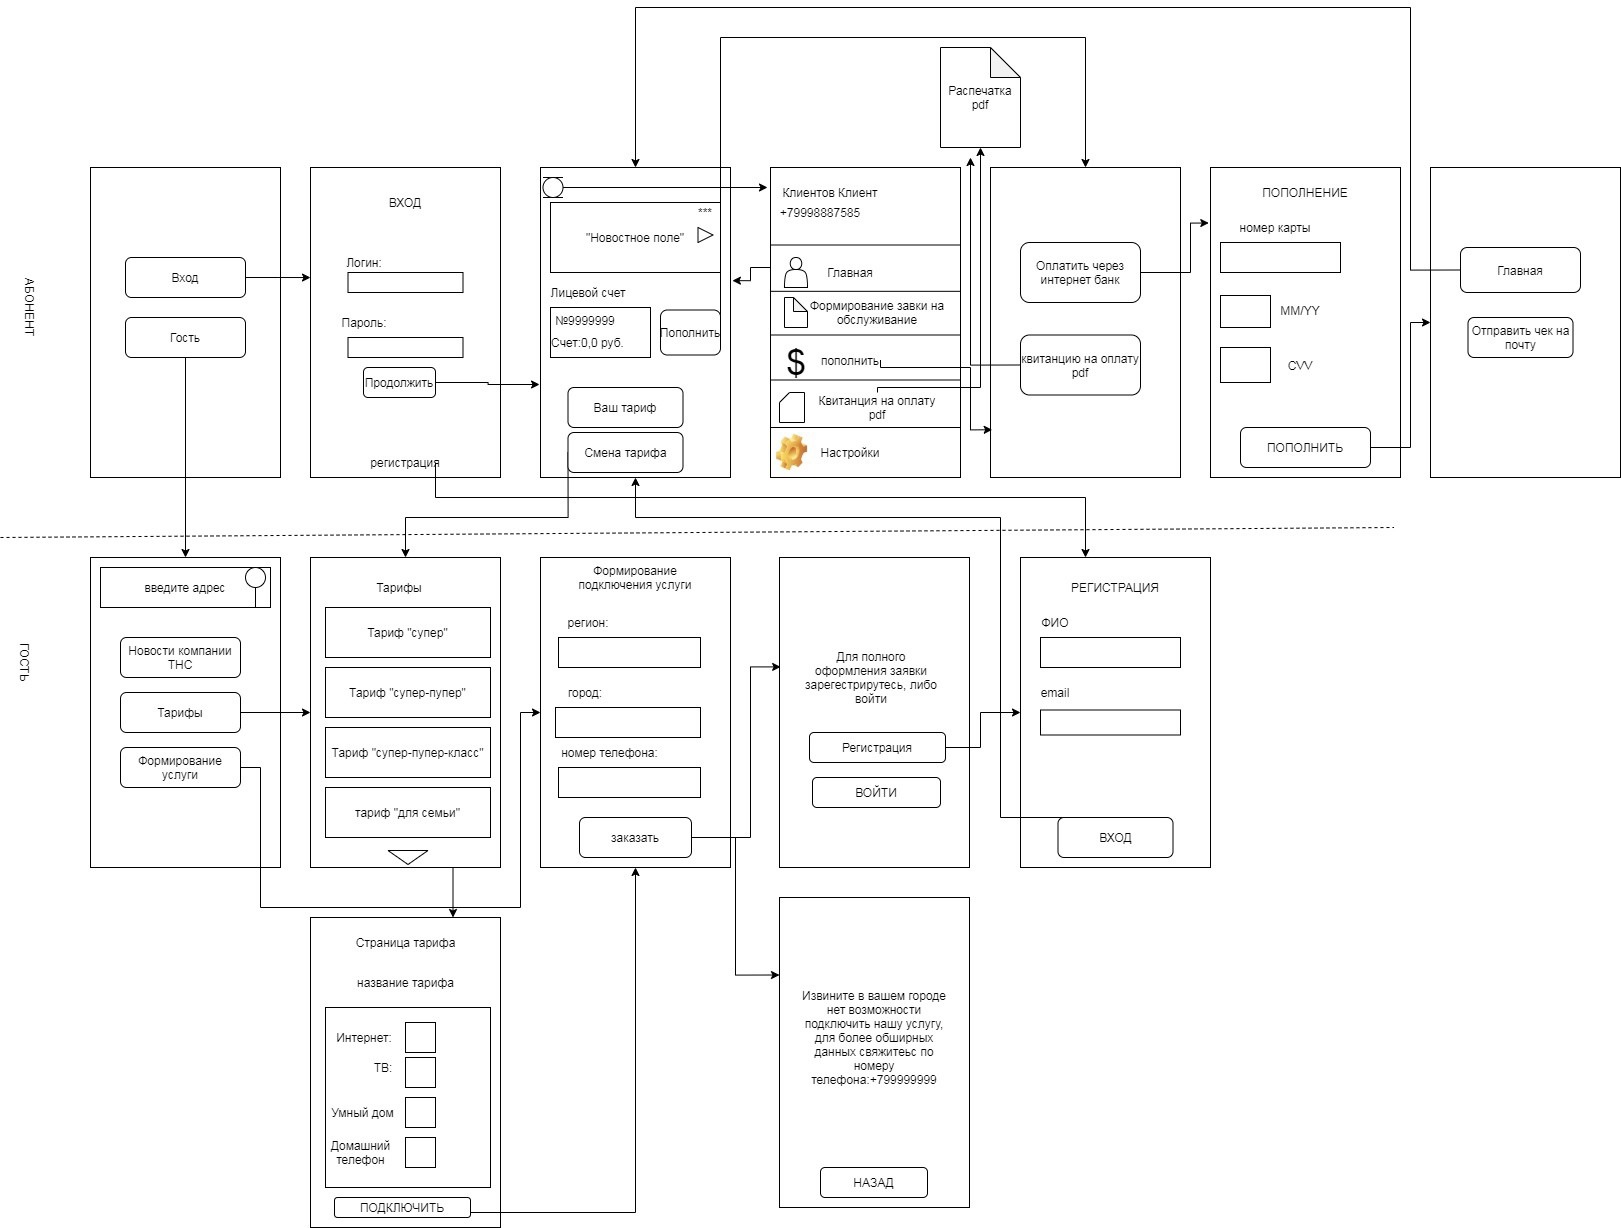 АБОНЕНТ
Вход
Гость
ВХОД
Логин:
Пароль:
Продолжить
регистрация
***
"Новостное поле"
Лицевой счет
№9999999
Счет:0,0 руб.
Пополнить
Ваш тариф
Смена тарифа
Клиентов Клиент
+79998887585
Главная
Формирование завки на
обслуживание
$
пополнить
Квитанция на оплату
pdf
Настройки
Распечатка
pdf
Оплатить через
интернет банк
квитанцию на оплату
pdf
ПОПОЛНЕНИЕ
номер карты
MM/YY
CVV
ПОПОЛНИТЬ
Главная
Отправить чек на
почту
ГОСТЬ
введите адрес
Новости компании
ТНС
Тарифы
Формирование
услуги
Тарифы
Тариф "супер"
Тариф "супер-пупер"
Тариф "супер-пупер-класс"
тариф "для семьи"
Формирование
подключения услуги
регион:
город:
номер телефона:
заказать
Для полного
оформления заявки
зарегестрирутесь, либо
войти
Регистрация
ВОЙТИ
РЕГИСТРАЦИЯ
ФИО
email
ВХОД
Страница тарифа
название тарифа
Интернет:
ТВ:
Умный дом
Домашний
телефон
ПОДКЛЮЧИТЬ
Извините в вашем городе
нет возможности
подключить нашу услугу,
для более обширных
данных свяжитеьс по
номеру
телефона:+799999999
НАЗАД